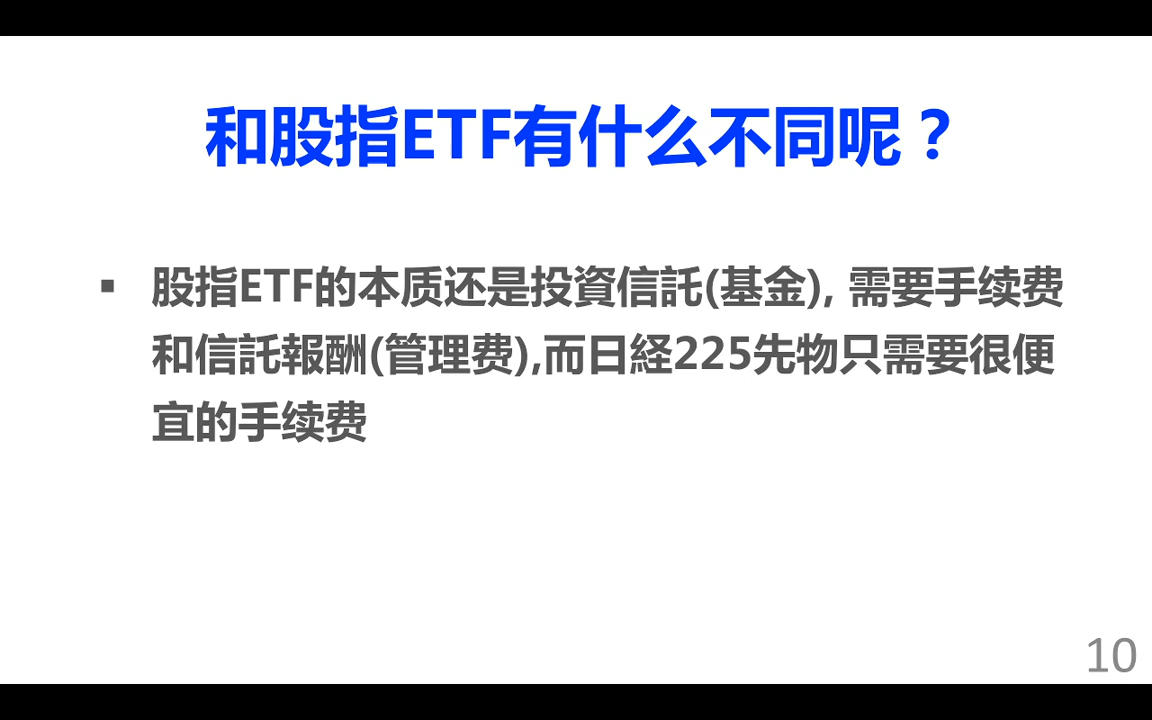 和股指ETF有什么不同呢？
▪ 股指ETF的本质还是投資信託(基金), 需要手续费
和信託報酬(管理费),而日経225先物只需要很便
宜的手续费
10